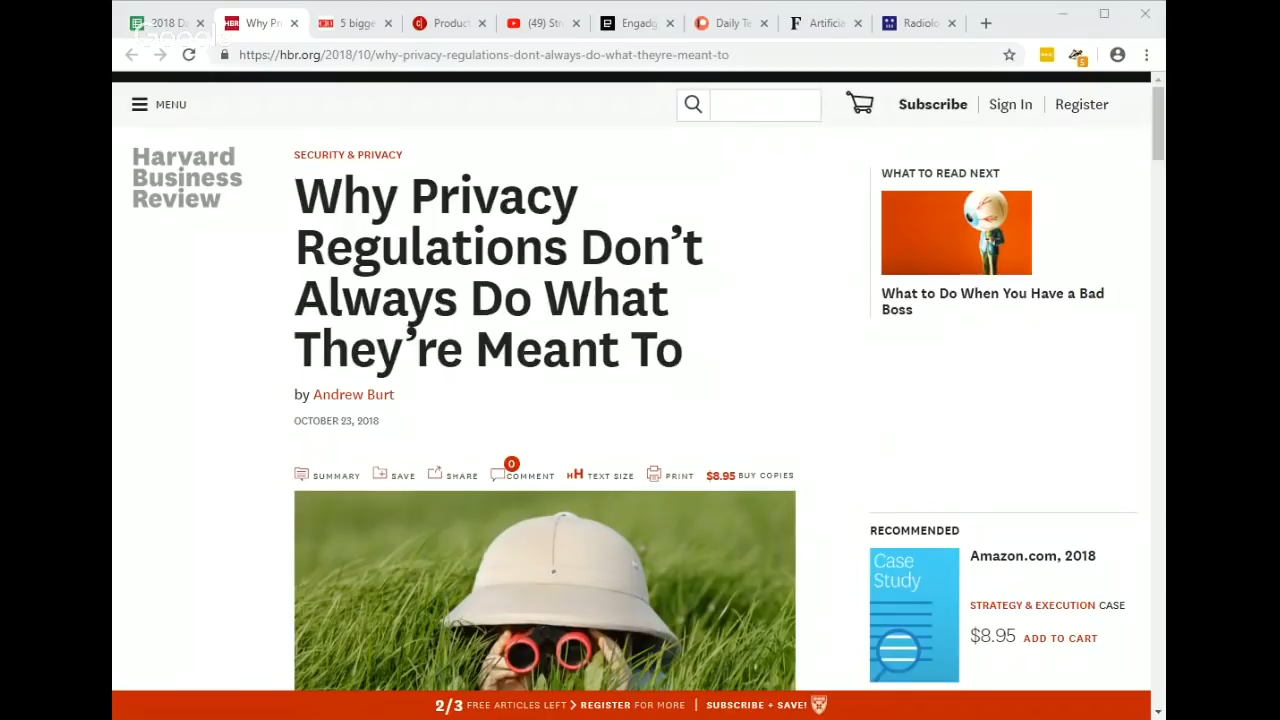 2018 Da
Why Pri
5 bigge
Product
(49) Stre
Engadg
Daily Te
Artificia
Radiolo
Google
https://hbr.org/2018/10/why-privacy-regulations-dont-always-do-what-theyre-meant-to
MENU
Subscribe
Sign In
Register
Harvard
Business
Review
SECURITY & PRIVACY
Why Privacy
Regulations Don't
Always Do What
They're Meant To
by Andrew Burt
OCTOBER 23, 2018
SUMMARY
SAVE
SHARE
0
COMMENT
HH TEXT SIZE
PRINT
$8.95 BUY COPIES
WHAT TO READ NEXT
What to Do When You Have a Bad
Boss
RECOMMENDED
Case
Study
Amazon.com, 2018
STRATEGY & EXECUTION CASE
$8.95 ADD TO CART
2/3 FREE ARTICLES LEFT > REGISTER FOR MORE | SUBSCRIBE + SAVE!